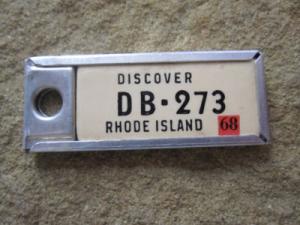 DISCOVER
DB·273
RHODE ISLAND 68